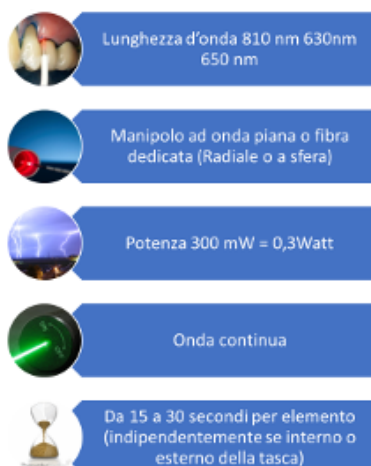 Lunghezza d'onda 810 nm 630nm
650 nm
Manipolo ad onda piana o fibra
dedicata (Radiale o a sfera)
Potenza 300 mW = 0,3Watt
Onda continua
Da 15 a 30 secondi per elemento
(indipendentemente se interno o
esterno della tasca)